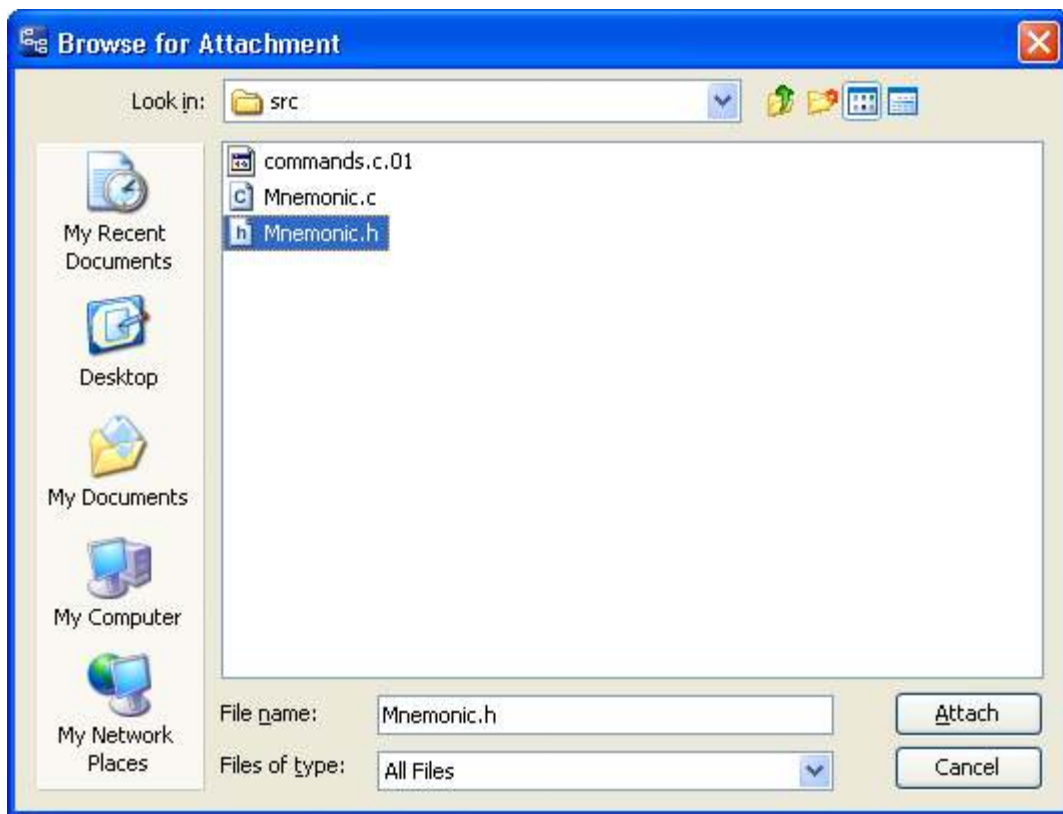 Browse for Attachment
Look in:
src
commands.c.01
Mnemonic.c
Mnemonic.h
My Recent
Documents
Desktop
My Documents
My Computer
My Network
Places
File name:
Mnemonic.h
Attach
Files of type:
All Files
Cancel